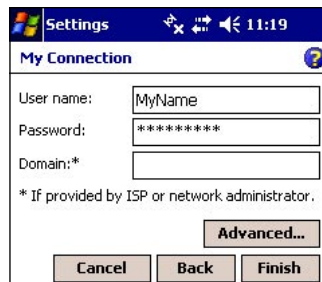 Settings 11:19
My Connection
User name: MyName
Password: *********
Domain:*
* If provided by ISP or network administrator.
Advanced...
Cancel Back Finish